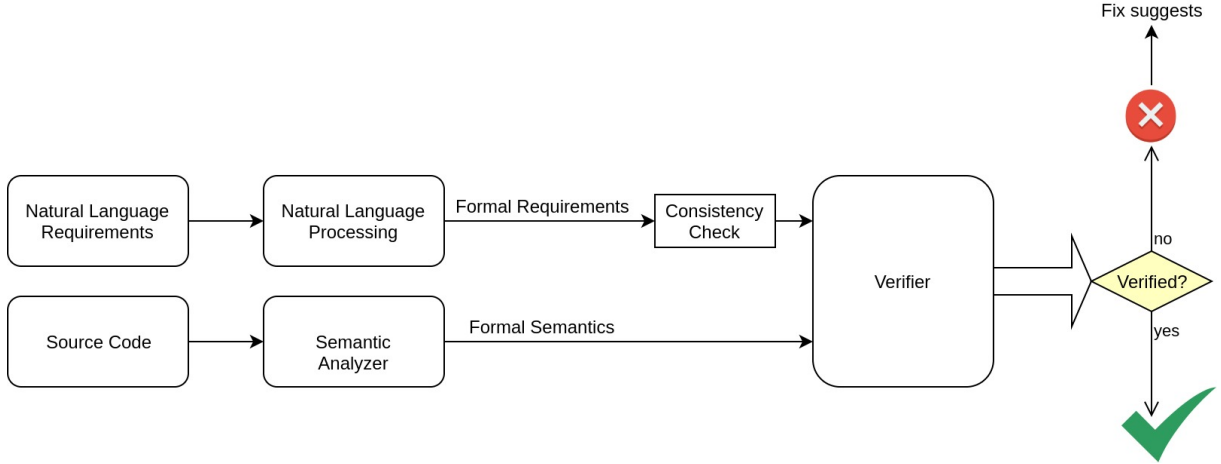 Fix suggests
Natural Language
Requirements
Natural Language
Processing
Formal Requirements
Consistency
Check
Verifier
no
Verified?
yes
Source Code
Semantic
Analyzer
Formal Semantics